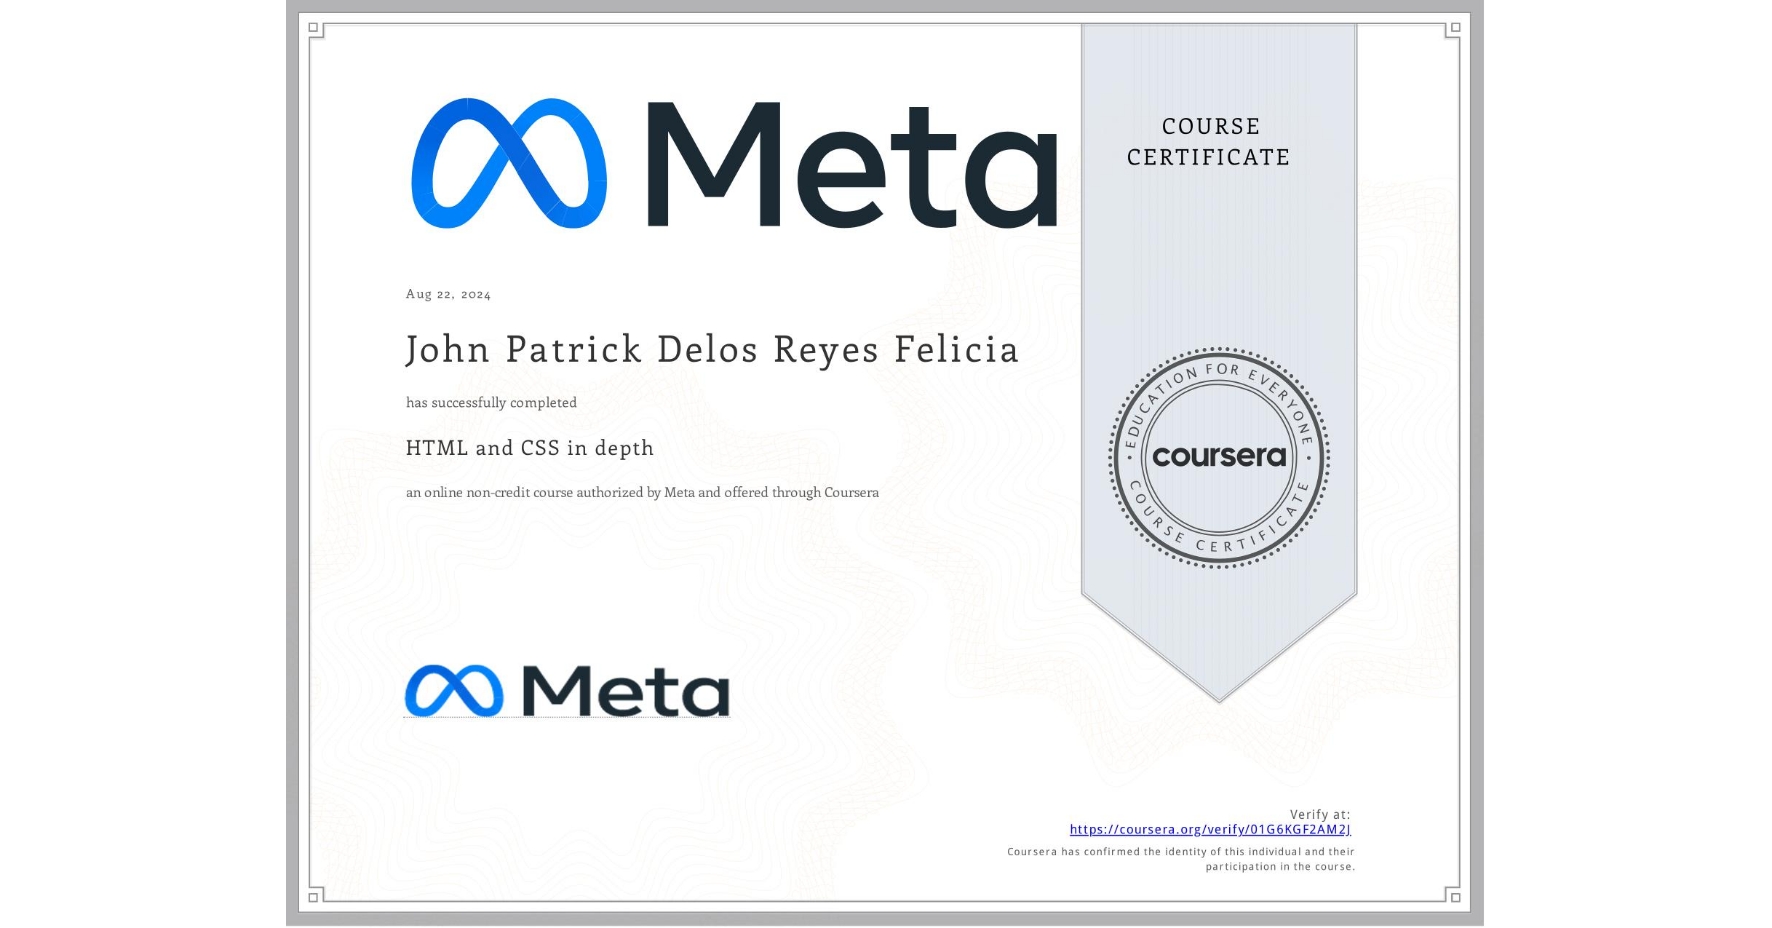 Meta
COURSE
CERTIFICATE
Aug 22, 2024
John Patrick Delos Reyes Felicia
has successfully completed
HTML and CSS in depth
an online non-credit course authorized by Meta and offered through Coursera
EDUCATION FOR EVERYONE
coursera
COURSE CERTIFICATE
Meta
Verify at:
https://coursera.org/verify/01G6KGF2AM2J
Coursera has confirmed the identity of this individual and their
participation in the course.